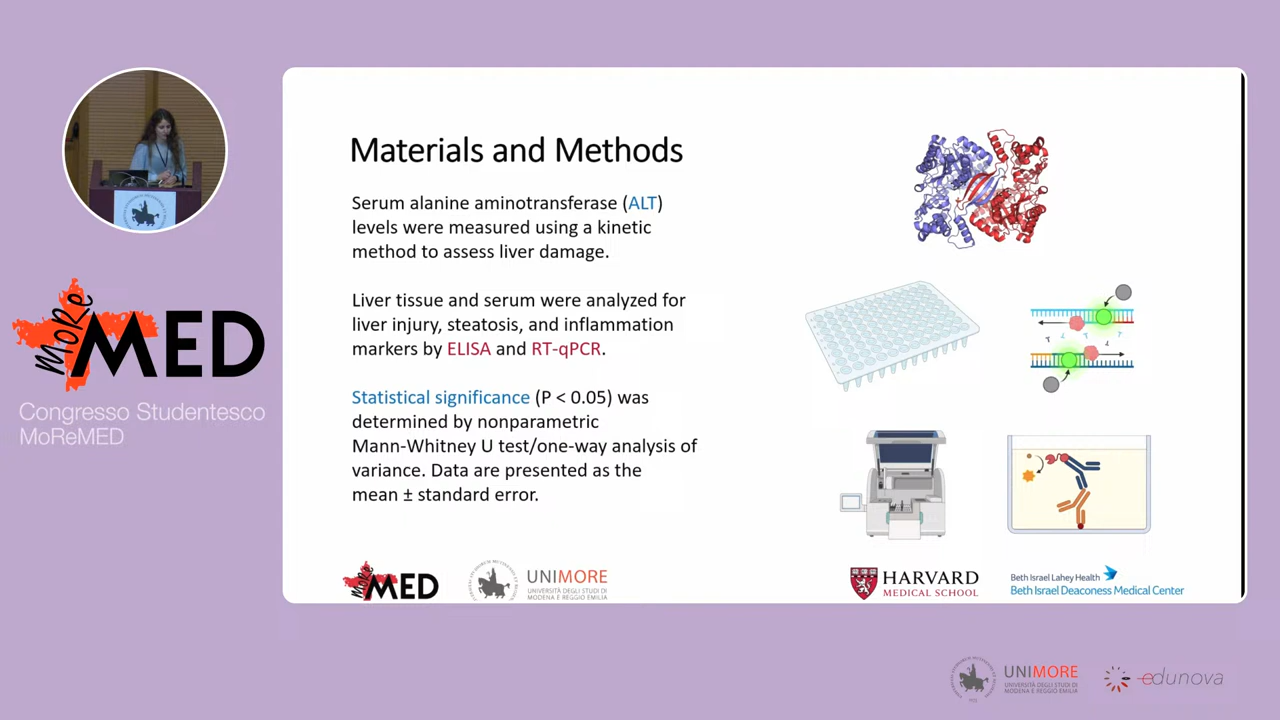 Materials and Methods
Serum alanine aminotransferase (ALT)
levels were measured using a kinetic
method to assess liver damage.
Liver tissue and serum were analyzed for
liver injury, steatosis, and inflammation
markers by ELISA and RT-qPCR.
Statistical significance (P < 0.05) was
determined by nonparametric
Mann-Whitney U test/one-way analysis of
variance. Data are presented as the
mean ± standard error.
MoRe
MED
Congresso Studentesco
MoReMED
MoRe
MED
UNIMORE
UNIVERSITÀ DEGLI STUDI DI
MODENA E REGGIO EMILIA
HARVARD
MEDICAL SCHOOL
Beth Israel Lahey Health
Beth Israel Deaconess Medical Center
UNIMORE
UNIVERSITÀ DEGLI STUDI DI
MODENA E REGGIO EMILIA
edunova